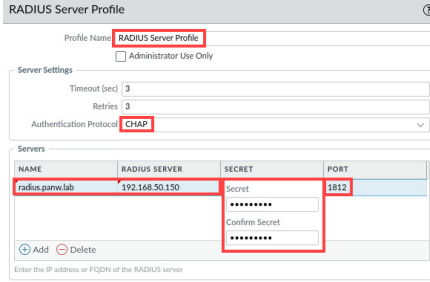 RADIUS Server Profile
Profile Name RADIUS Server Profile
Administrator Use Only
Server Settings
Timeout (sec) 3
Retries 3
Authentication Protocol CHAP
Servers
NAME RADIUS SERVER SECRET PORT
radius.panw.lab 192.168.50.150 Secret 1812
•••••••••
Confirm Secret
•••••••••
Add Delete
Enter the IP address or FQDN of the RADIUS server